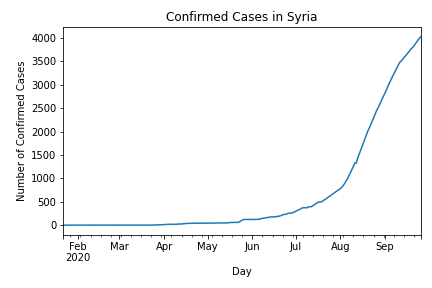 Confirmed Cases in Syria
Number of Confirmed Cases
4000
3500
3000
2500
2000
1500
1000
500
0
Feb Mar Apr May Jun Jul Aug Sep
2020
Day